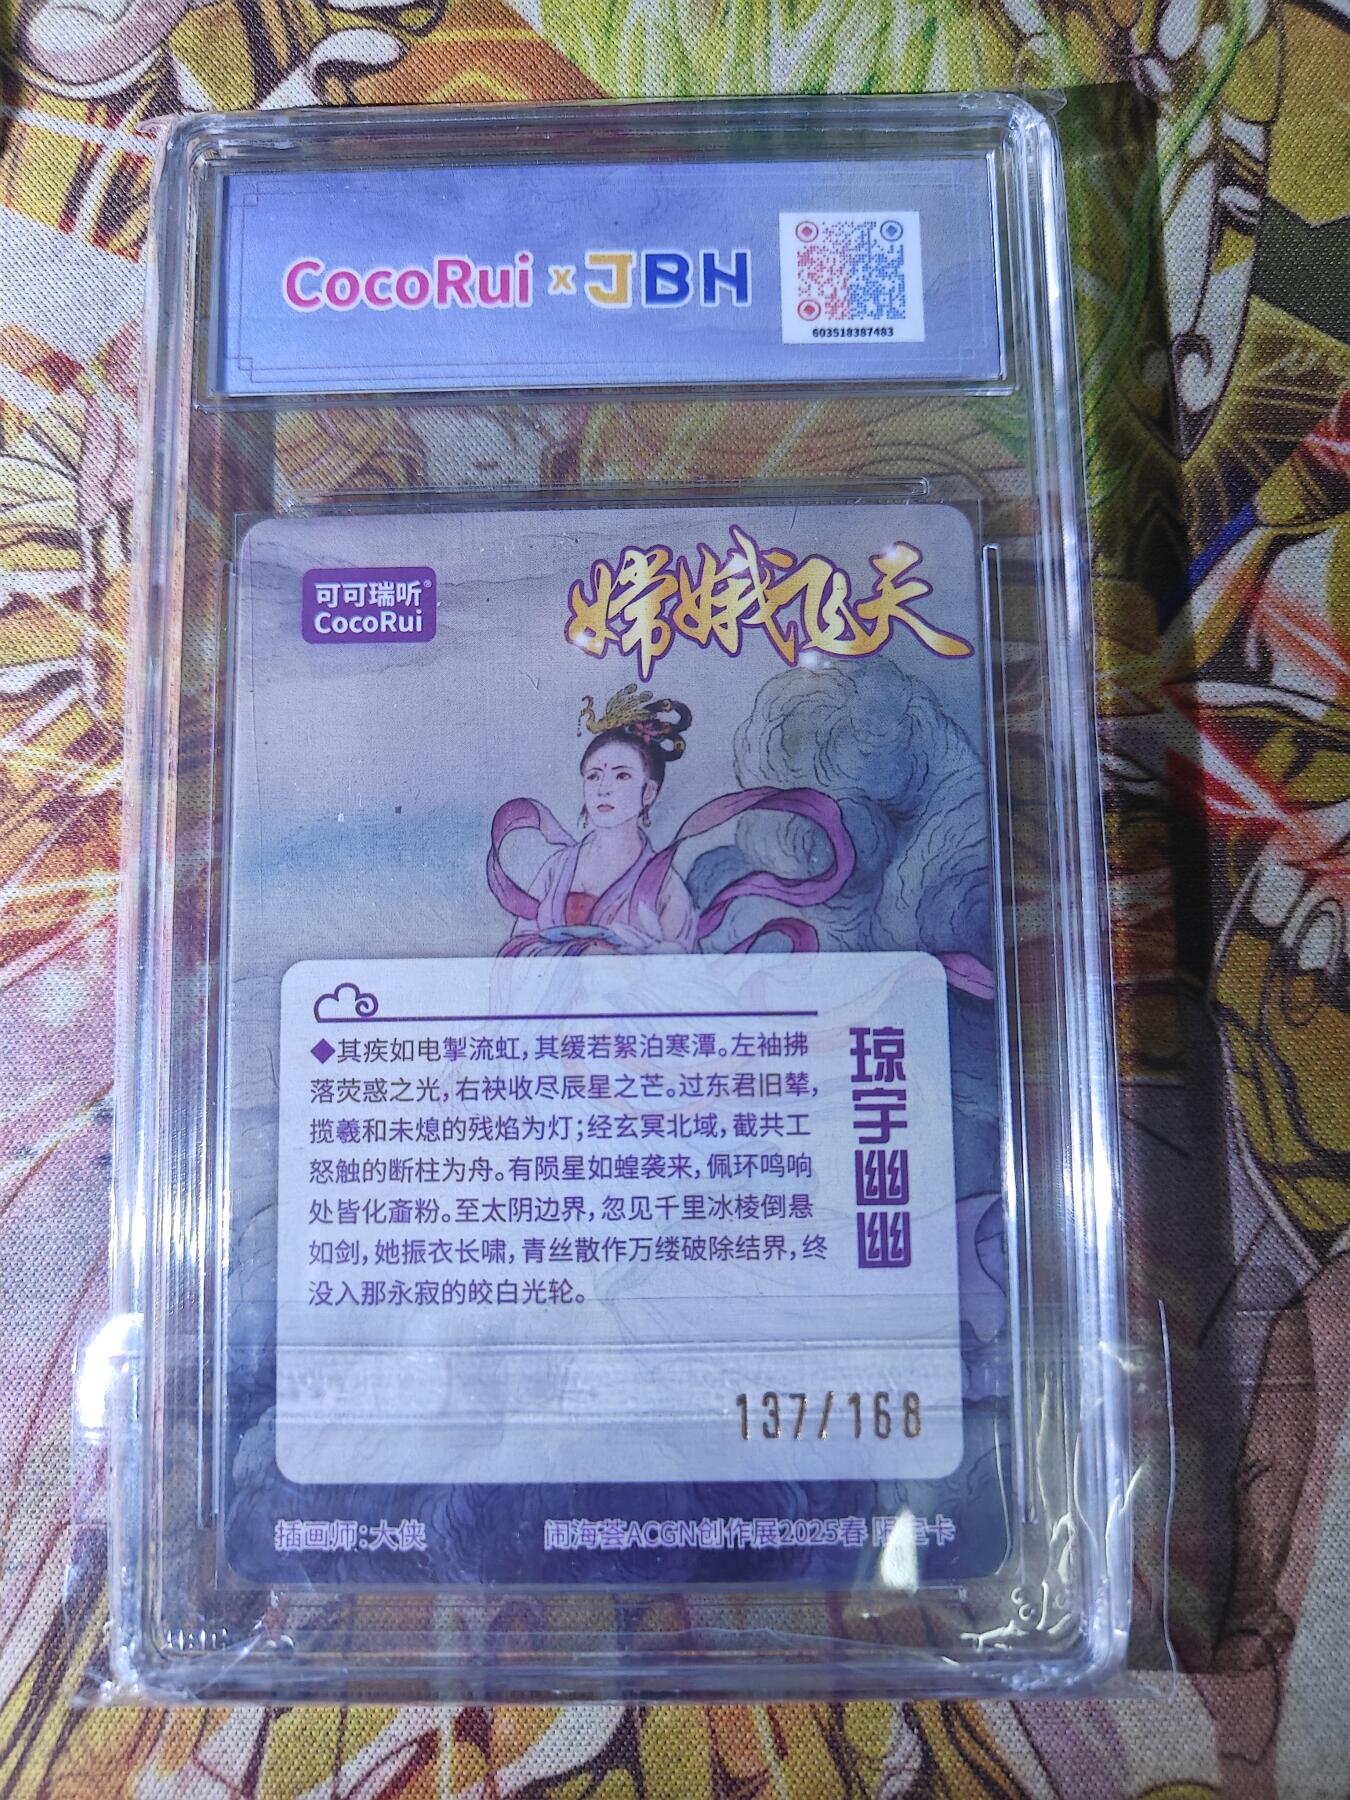 CocoRui x JBH
603518387483
可可瑞听®
CocoRui
嫦娥飞天
◆其疾如电掣流虹，其缓若絮泊寒潭。左袖拂
落荧惑之光，右袂收尽辰星之芒。过东君旧辇，
揽羲和未熄的残焰为灯；经玄冥北域，截共工
怒触的断柱为舟。有陨星如蝗袭来，佩环鸣响
处皆化齑粉。至太阴边界，忽见千里冰棱倒悬
如剑，她振衣长啸，青丝散作万缕破除结界，终
没入那永寂的皎白光轮。
琼宇幽幽
137/168
插画师：大侠
闹海荟ACGN创作展2025春 限定卡